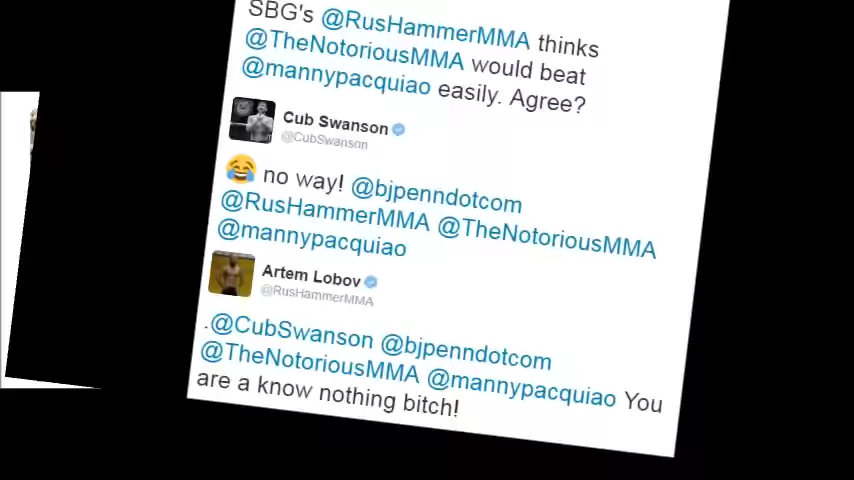 SBG's @RusHammerMMA thinks
@TheNotoriousMMA would beat
@mannypacquiao easily. Agree?
Cub Swanson
@CubSwanson
😂 no way! @bjpenndotcom
@RusHammerMMA @TheNotoriousMMA
@mannypacquiao
Artem Lobov
@RusHammerMMA
.@CubSwanson @bjpenndotcom
@TheNotoriousMMA @mannypacquiao You
are a know nothing bitch!